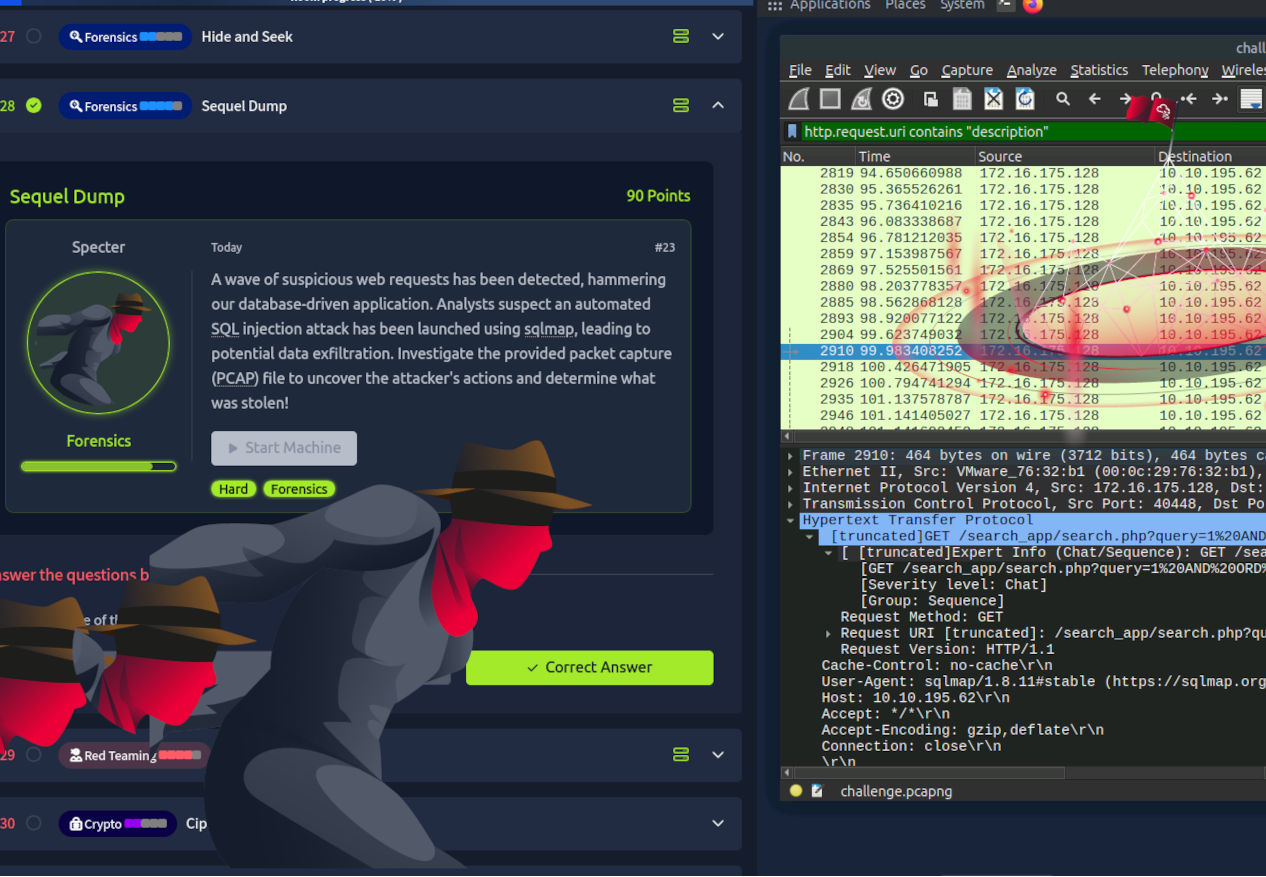 27 Forensics Hide and Seek
28 Forensics Sequel Dump
Sequel Dump 90 Points
Specter
Today #23
A wave of suspicious web requests has been detected, hammering
our database-driven application. Analysts suspect an automated
SQL injection attack has been launched using sqlmap, leading to
potential data exfiltration. Investigate the provided packet capture
(PCAP) file to uncover the attacker's actions and determine what
was stolen!
Forensics
Start Machine
Hard Forensics
nswer the questions b
e of th
Correct Answer
29 Red Teaming
30 Crypto Cip
Applications Places System
chall
File Edit View Go Capture Analyze Statistics Telephony Wireles
http.request.uri contains "description"
No. Time Source Destination
2819 94.650660988 172.16.175.128 10.10.195.62
2830 95.365526261 172.16.175.128 10.10.195.62
2835 95.736410216 172.16.175.128 10.10.195.62
2843 96.083338687 172.16.175.128 10.10.195.62
2854 96.781212035 172.16.175.128 10.10.195.62
2859 97.153987567 172.16.175.128 10.10.195.62
2869 97.525501561 172.16.175.128 10.10.195.62
2880 98.203778357 172.16.175.128 10.10.195.62
2885 98.562868128 172.16.175.128 10.10.195.62
2893 98.920077122 172.16.175.128 10.10.195.62
2904 99.623749032 172.16.175.128 10.10.195.62
2910 99.983408252 172.16.175.128 10.10.195.62
2918 100.426471905 172.16.175.128 10.10.195.62
2926 100.794741294 172.16.175.128 10.10.195.62
2935 101.137578787 172.16.175.128 10.10.195.62
2946 101.141405027 172.16.175.128 10.10.195.62
Frame 2910: 464 bytes on wire (3712 bits), 464 bytes ca
Ethernet II, Src: VMware_76:32:b1 (00:0c:29:76:32:b1),
Internet Protocol Version 4, Src: 172.16.175.128, Dst:
Transmission Control Protocol, Src Port: 40448, Dst Po
Hypertext Transfer Protocol
[truncated]GET /search_app/search.php?query=1%20AND
[ [truncated]Expert Info (Chat/Sequence): GET /sea
[GET /search_app/search.php?query=1%20AND%20ORD%
[Severity level: Chat]
[Group: Sequence]
Request Method: GET
Request URI [truncated]: /search_app/search.php?qu
Request Version: HTTP/1.1
Cache-Control: no-cache\r\n
User-Agent: sqlmap/1.8.11#stable (https://sqlmap.org
Host: 10.10.195.62\r\n
Accept: */*\r\n
Accept-Encoding: gzip,deflate\r\n
Connection: close\r\n
\r\n
challenge.pcapng